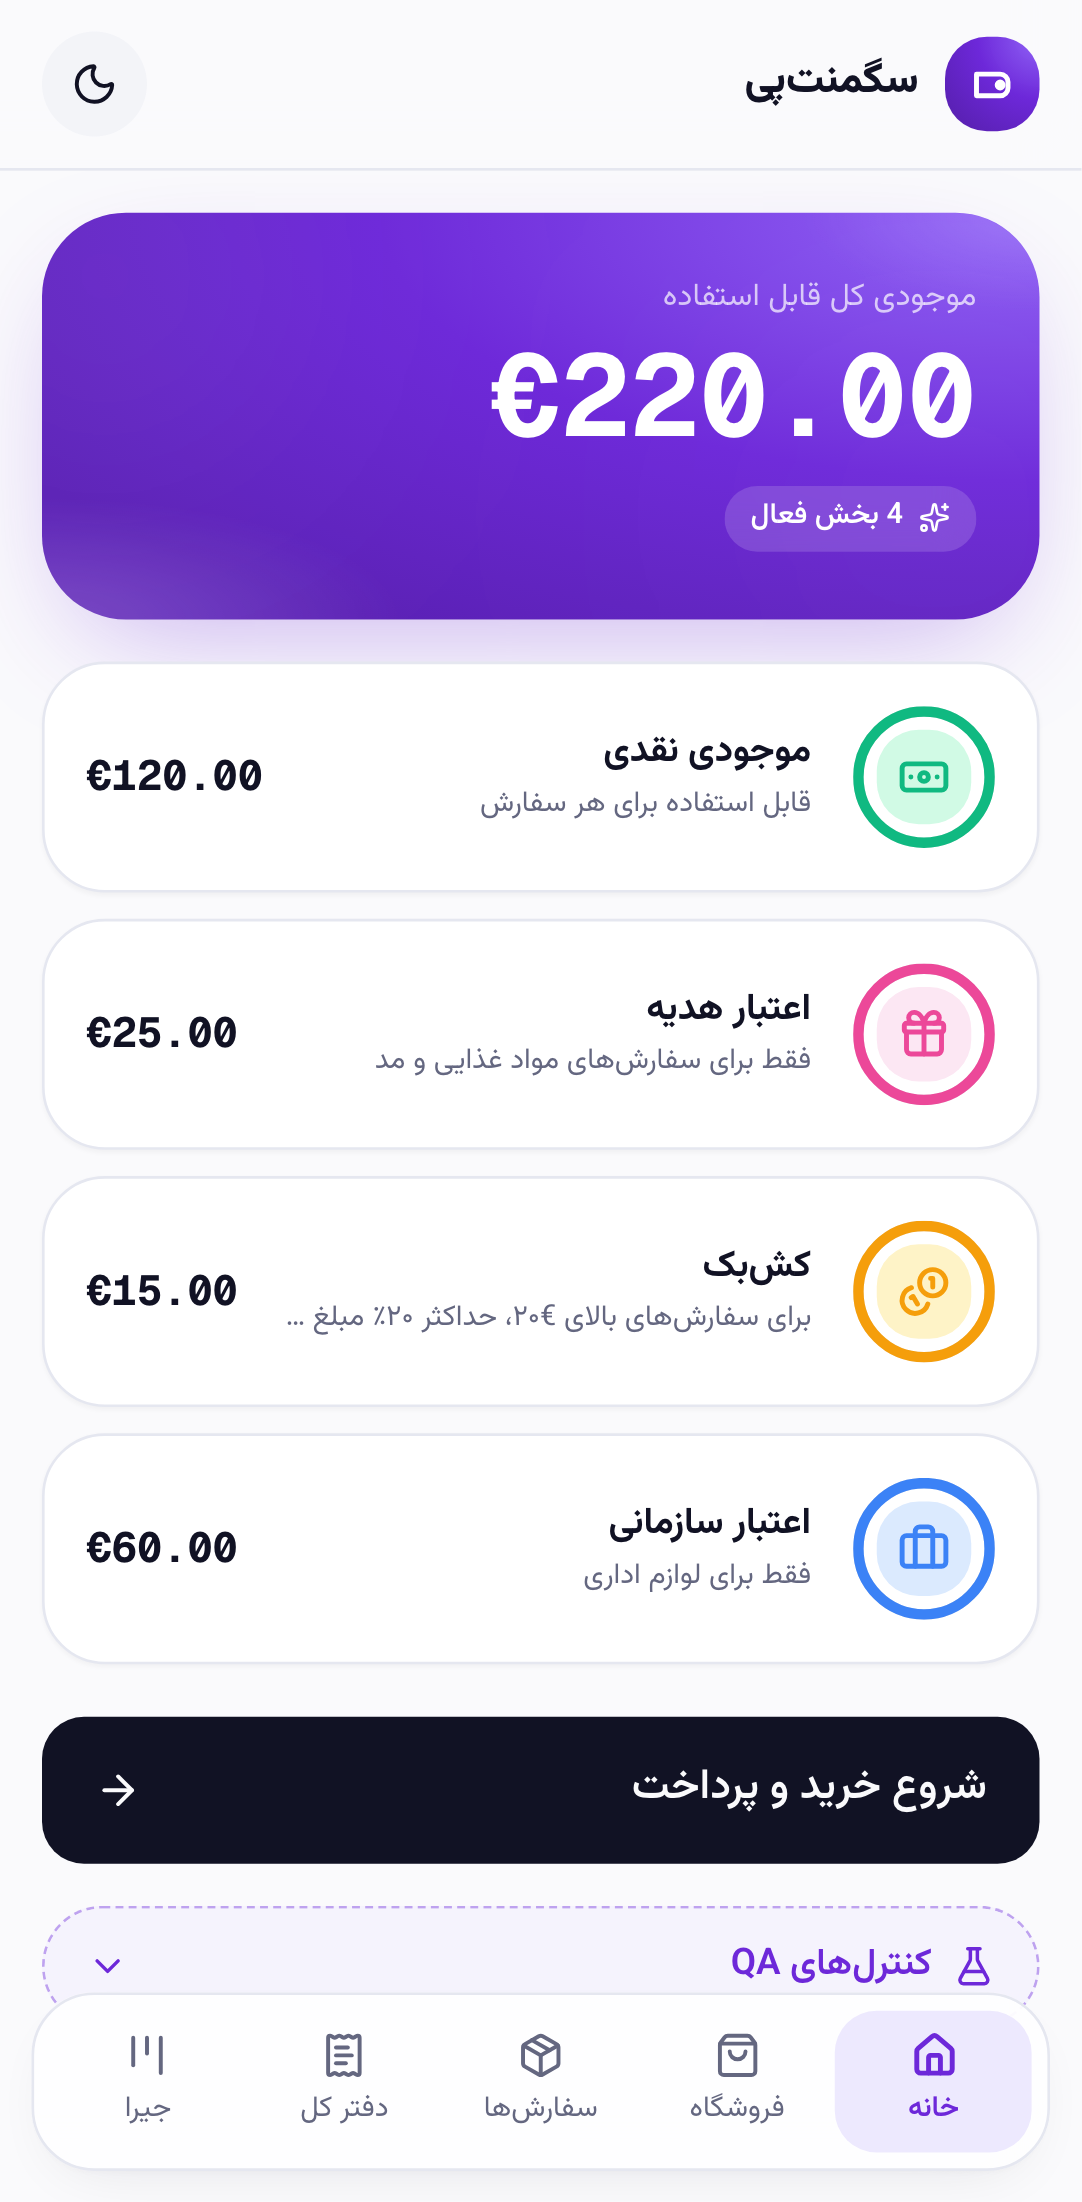 سگمنت‌پی
موجودی کل قابل استفاده
€220.00
4 بخش فعال
موجودی نقدی
قابل استفاده برای هر سفارش
€120.00
اعتبار هدیه
فقط برای سفارش‌های مواد غذایی و مد
€25.00
کش‌بک
برای سفارش‌های بالای €۲۰، حداکثر ۲۰٪ مبلغ ...
€15.00
اعتبار سازمانی
فقط برای لوازم اداری
€60.00
شروع خرید و پرداخت
کنترل‌های QA
خانه
فروشگاه
سفارش‌ها
دفتر کل
جیرا